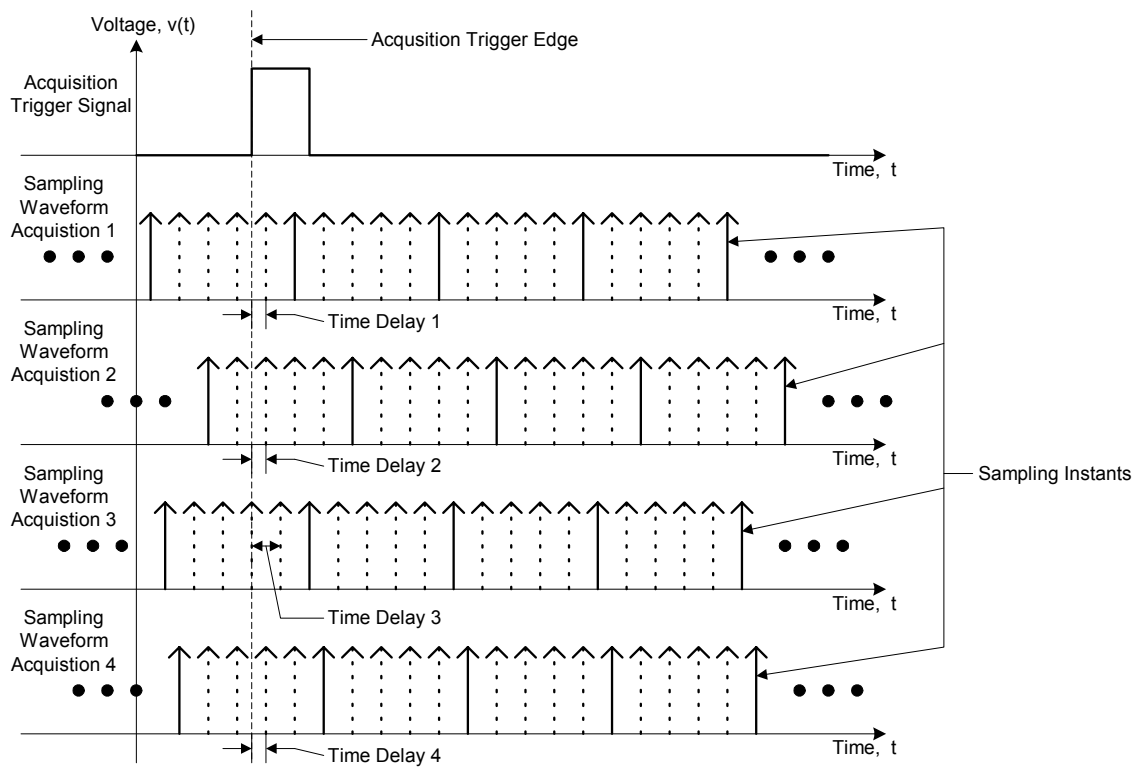 Voltage, v(t)
Acqusition Trigger Edge
Acquisition
Trigger Signal
Time, t
Sampling
Waveform
Acquistion 1
Time, t
Time Delay 1
Sampling
Waveform
Acquistion 2
Time, t
Time Delay 2
Sampling Instants
Sampling
Waveform
Acquistion 3
Time, t
Time Delay 3
Sampling
Waveform
Acquistion 4
Time, t
Time Delay 4